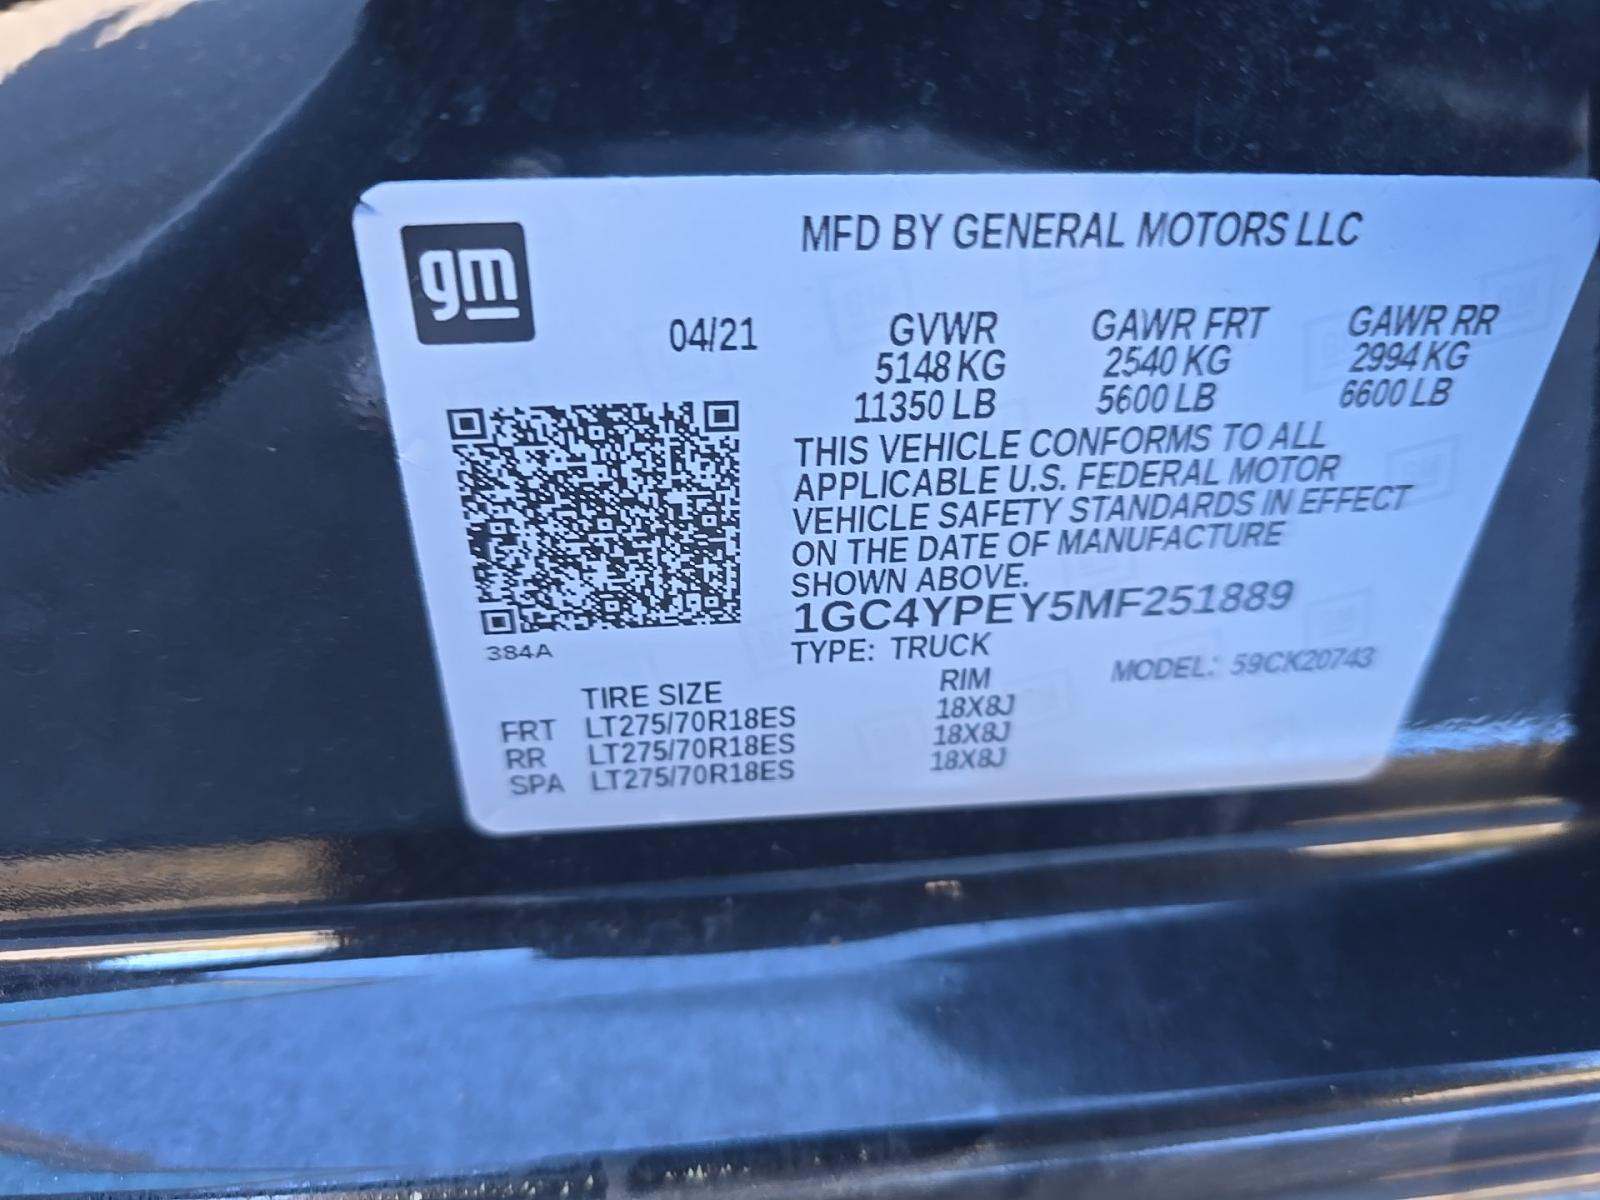 gm
MFD BY GENERAL MOTORS LLC
04/21 GVWR GAWR FRT GAWR RR
5148 KG 2540 KG 2994 KG
11350 LB 5600 LB 6600 LB
THIS VEHICLE CONFORMS TO ALL
APPLICABLE U.S. FEDERAL MOTOR
VEHICLE SAFETY STANDARDS IN EFFECT
ON THE DATE OF MANUFACTURE
SHOWN ABOVE.
1GC4YPEY5MF251889
384A
TYPE: TRUCK MODEL: 59CK20743
TIRE SIZE RIM
FRT LT275/70R18ES 18X8J
RR LT275/70R18ES 18X8J
SPA LT275/70R18ES 18X8J